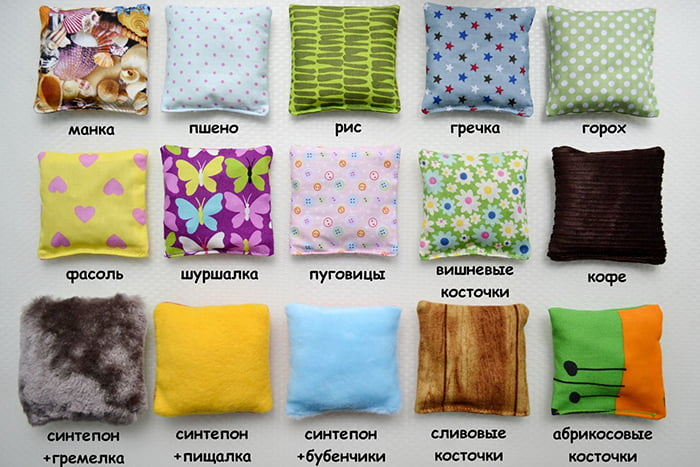 манка пшено рис гречка горох
фасоль шуршалка пуговицы вишневые косточки кофе
синтепон +гремелка синтепон +пищалка синтепон +бубенчики сливовые косточки абрикосовые косточки